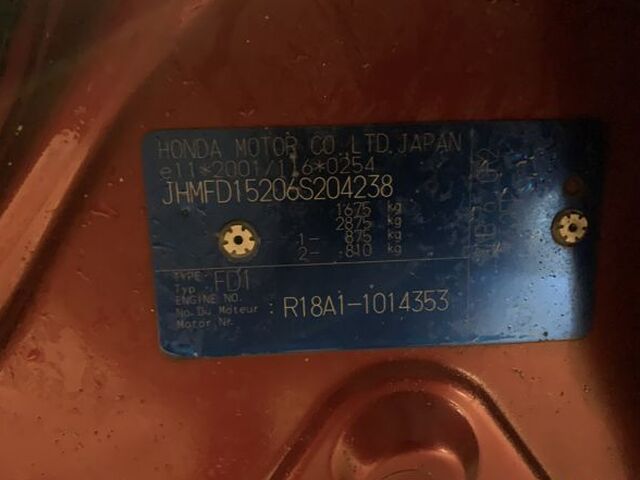 HONDA MOTOR CO.,LTD.JAPAN
e11*2001/116*0254
JHMFD15206S204238
1675 kg
2875 kg
1- 875 kg
2- 810 kg
TYPE:
Typ FD1
ENGINE NO.
No. Du Moteur : R18A1-1014353
Motor Nr.